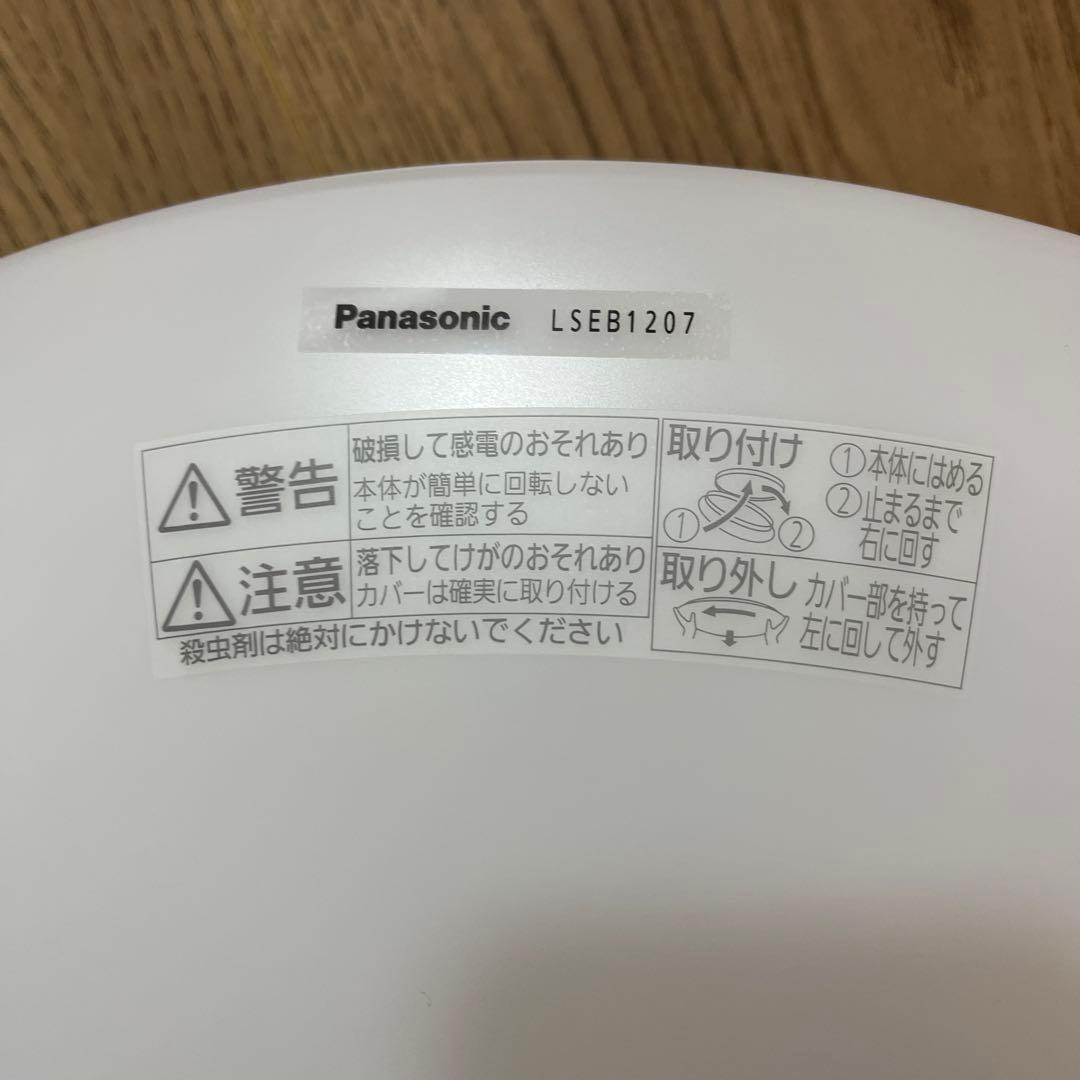 Panasonic LSEB1207
警告
破損して感電のおそれあり
本体が簡単に回転しない
ことを確認する
注意
落下してけがのおそれあり
カバーは確実に取り付ける
殺虫剤は絶対にかけないでください
取り付け
① ②
①本体にはめる
②止まるまで
右に回す
取り外し
カバー部を持って
左に回して外す